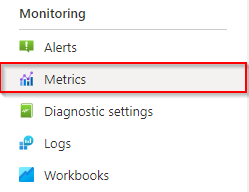 Monitoring
Alerts
Metrics
Diagnostic settings
Logs
Workbooks